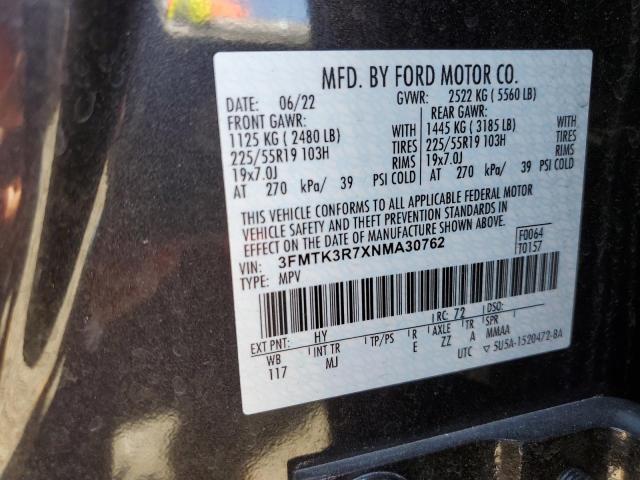 MFD. BY FORD MOTOR CO.
DATE: 06/22 GVWR: 2522 KG ( 5560 LB)
FRONT GAWR: REAR GAWR:
1125 KG ( 2480 LB) WITH 1445 KG ( 3185 LB) WITH
225/55R19 103H TIRES 225/55R19 103H TIRES
19x7.0J RIMS 19x7.0J RIMS
AT 270 kPa/ 39 PSI COLD AT 270 kPa/ 39 PSI COLD
THIS VEHICLE CONFORMS TO ALL APPLICABLE FEDERAL MOTOR
VEHICLE SAFETY AND THEFT PREVENTION STANDARDS IN
EFFECT ON THE DATE OF MANUFACTURE SHOWN ABOVE.
VIN: 3FMTK3R7XNMA30762 F0064
TYPE: MPV T0157
EXT PNT: HY RC: 72 DSO:
WB INT TR TP/PS R AXLE TR SPR
117 MJ E ZZ A MMAA
UTC ▽ 5U5A-1520472-BA